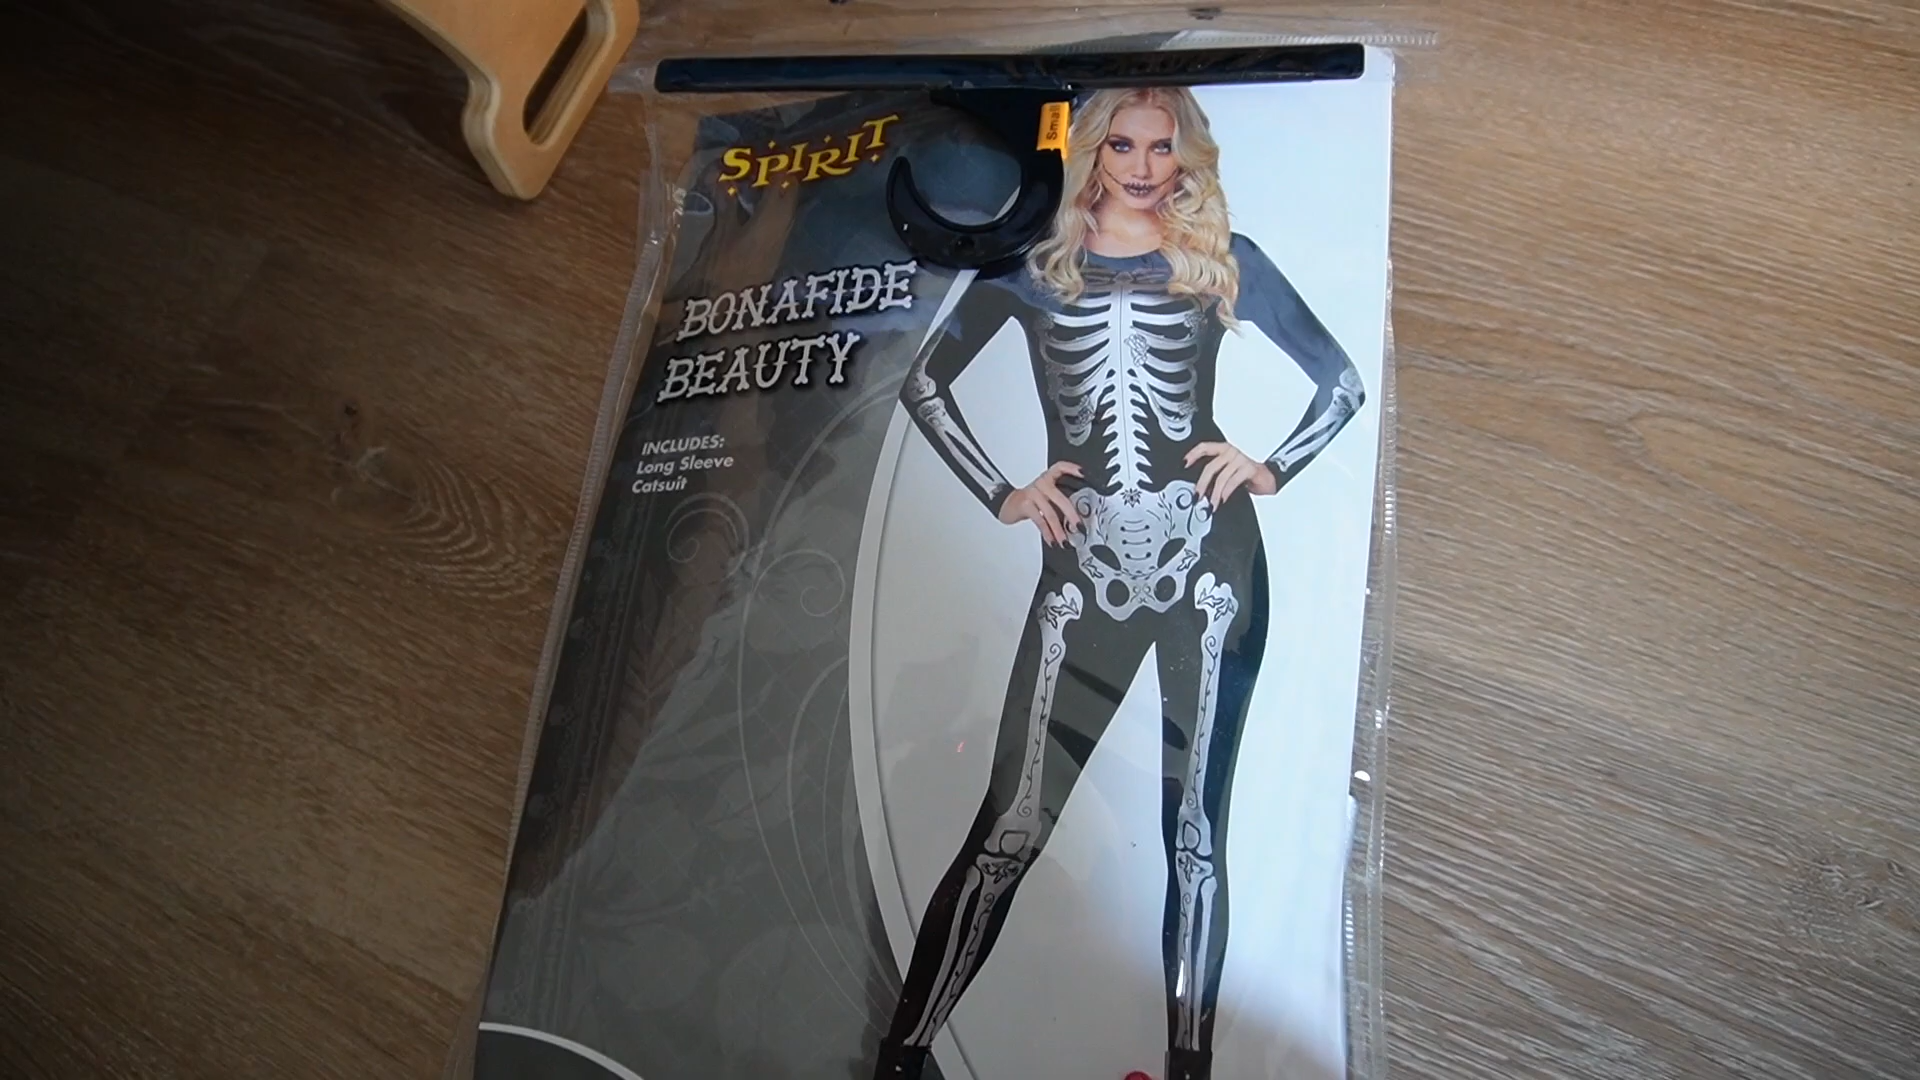 SPIRIT
Small
BONAFIDE
BEAUTY
INCLUDES:
Long Sleeve
Catsuit